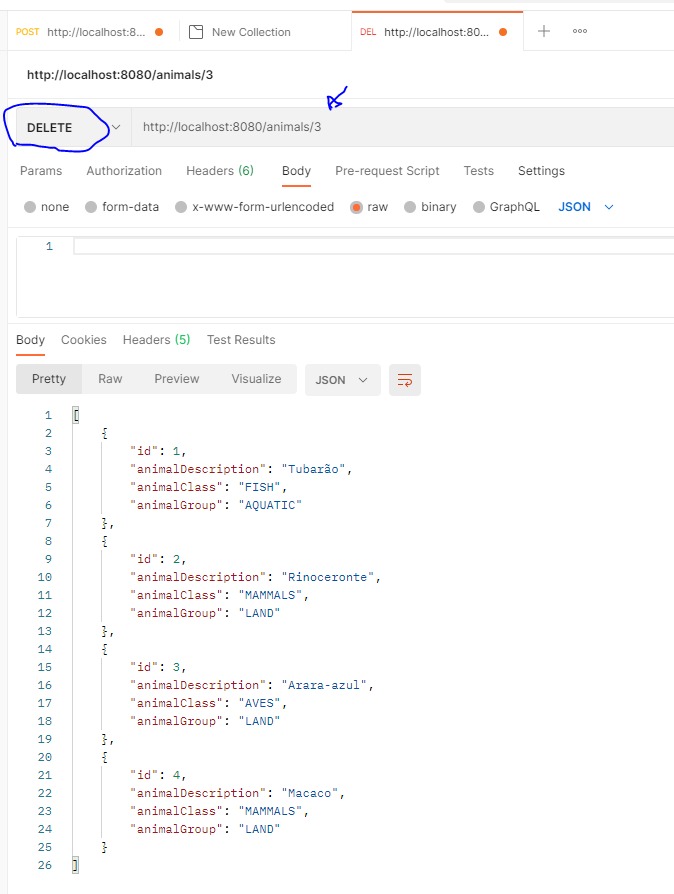 POST http://localhost:8... New Collection DEL http://localhost:80...
http://localhost:8080/animals/3
DELETE http://localhost:8080/animals/3
Params Authorization Headers (6) Body Pre-request Script Tests Settings
none form-data x-www-form-urlencoded raw binary GraphQL JSON
1
Body Cookies Headers (5) Test Results
Pretty Raw Preview Visualize JSON
1 [
2 {
3 "id": 1,
4 "animalDescription": "Tubarão",
5 "animalClass": "FISH",
6 "animalGroup": "AQUATIC"
7 },
8 {
9 "id": 2,
10 "animalDescription": "Rinoceronte",
11 "animalClass": "MAMMALS",
12 "animalGroup": "LAND"
13 },
14 {
15 "id": 3,
16 "animalDescription": "Arara-azul",
17 "animalClass": "AVES",
18 "animalGroup": "LAND"
19 },
20 {
21 "id": 4,
22 "animalDescription": "Macaco",
23 "animalClass": "MAMMALS",
24 "animalGroup": "LAND"
25 }
26 ]